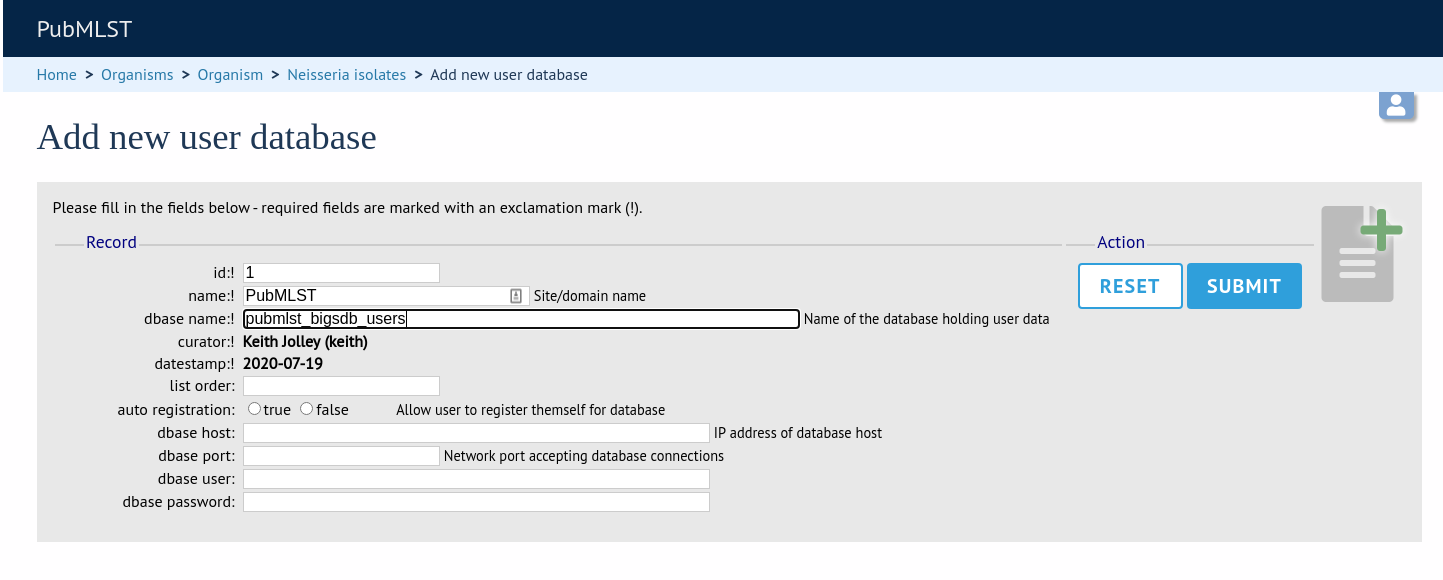 PubMLST
Home > Organisms > Organism > Neisseria isolates > Add new user database
Add new user database
Please fill in the fields below - required fields are marked with an exclamation mark (!).
Record
Action
id:! 1
RESET SUBMIT
name:! PubMLST Site/domain name
dbase name:! pubmlst_bigsdb_users Name of the database holding user data
curator:! Keith Jolley (keith)
datestamp:! 2020-07-19
list order:
auto registration: true false Allow user to register themself for database
dbase host: IP address of database host
dbase port: Network port accepting database connections
dbase user:
dbase password: